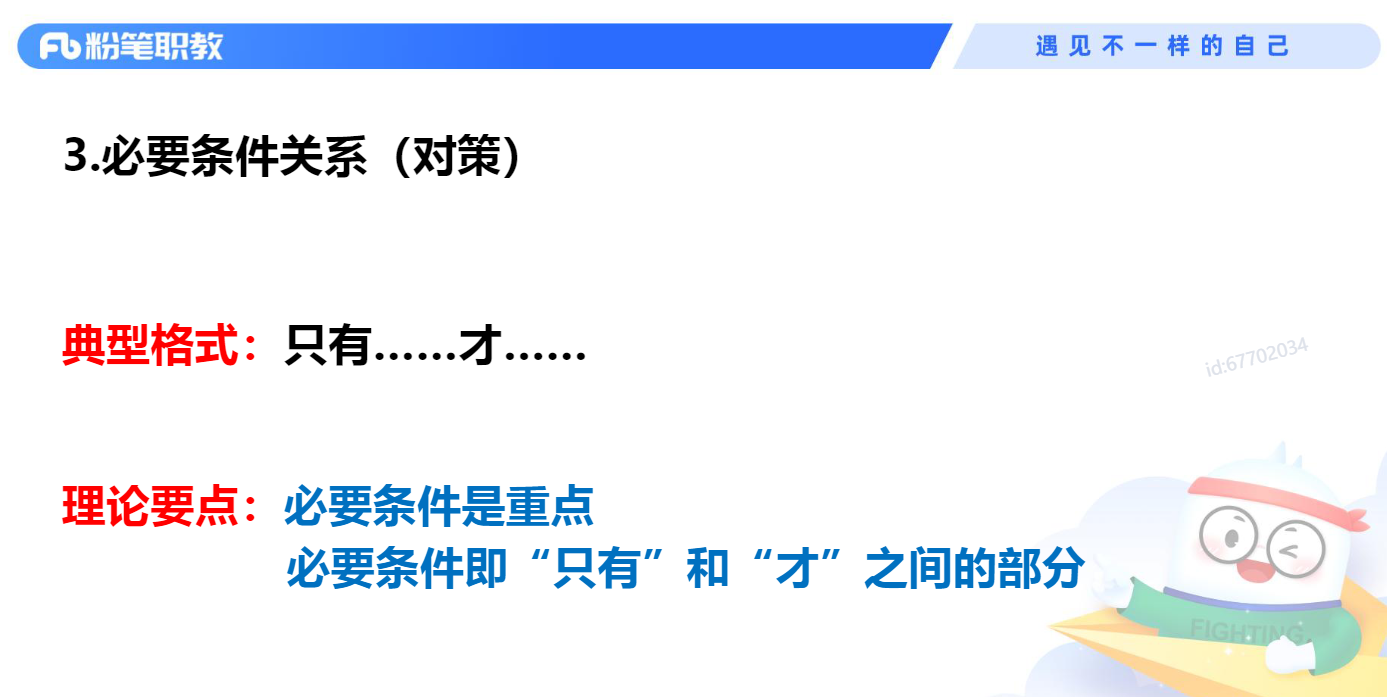 粉笔职教
遇见不一样的自己
3.必要条件关系（对策）
典型格式：只有……才……
id:67702034
理论要点：必要条件是重点
必要条件即“只有”和“才”之间的部分
FIGHTING